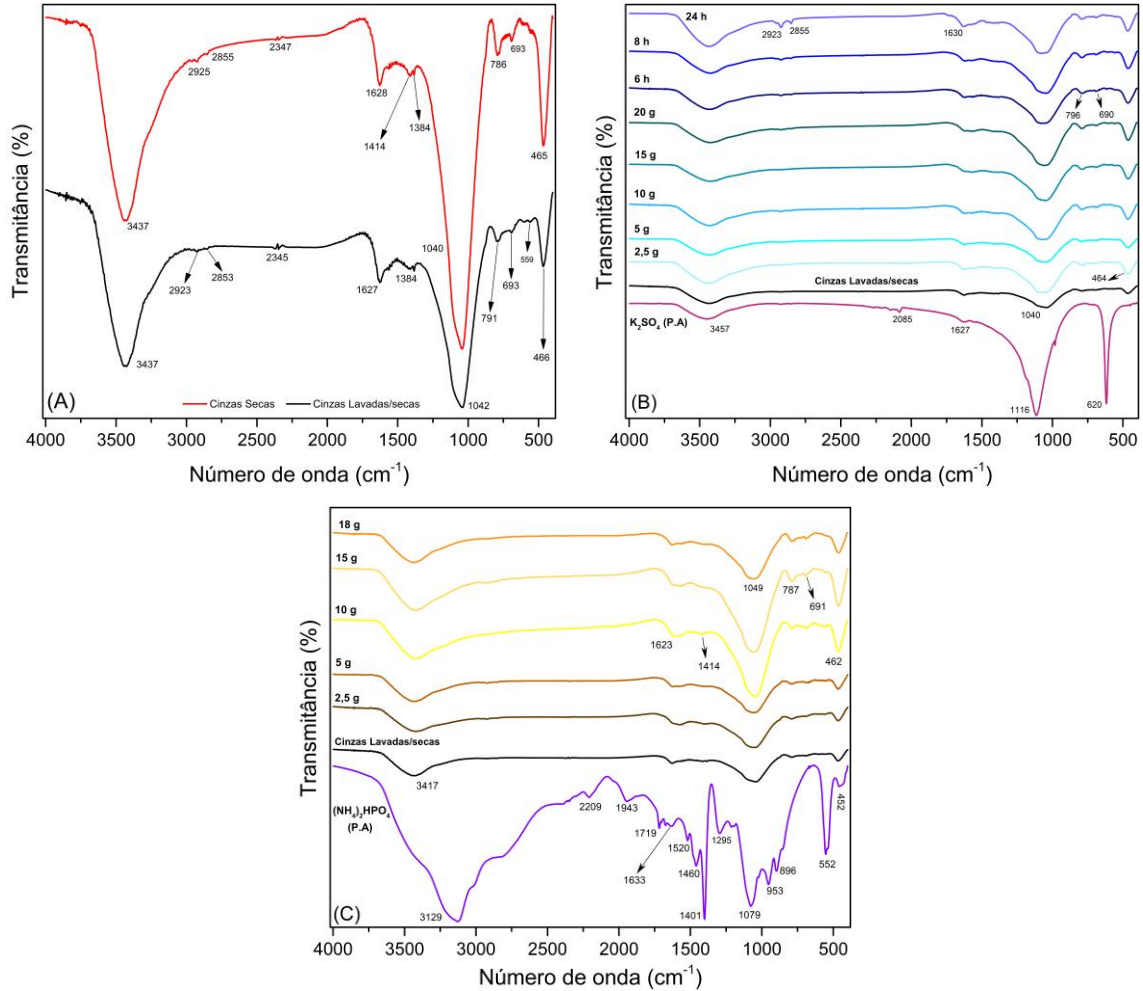 Transmitância (%)
2347
2855
2925
693
786
1628
1414
1384
465
3437
1040
2345
2923
2853
1627
1384
559
693
791
466
3437
(A)
Cinzas Secas
Cinzas Lavadas/secas
1042
4000 3500 3000 2500 2000 1500 1000 500
Número de onda (cm⁻¹)
Transmitância (%)
24 h
2923
2855
1630
8 h
6 h
796
690
20 g
15 g
10 g
5 g
2,5 g
464
Cinzas Lavadas/secas
1040
K₂SO₄ (P.A)
3457
2085
1627
(B)
1116
620
4000 3500 3000 2500 2000 1500 1000 500
Número de onda (cm⁻¹)
Transmitância (%)
18 g
15 g
1049
787
691
10 g
1623
1414
462
5 g
2,5 g
Cinzas Lavadas/secas
3417
(NH₄)₂HPO₄
(P.A)
2209
1943
1719
1633
1520
1460
1401
1295
1079
953
896
552
452
3129
(C)
4000 3500 3000 2500 2000 1500 1000 500
Número de onda (cm⁻¹)